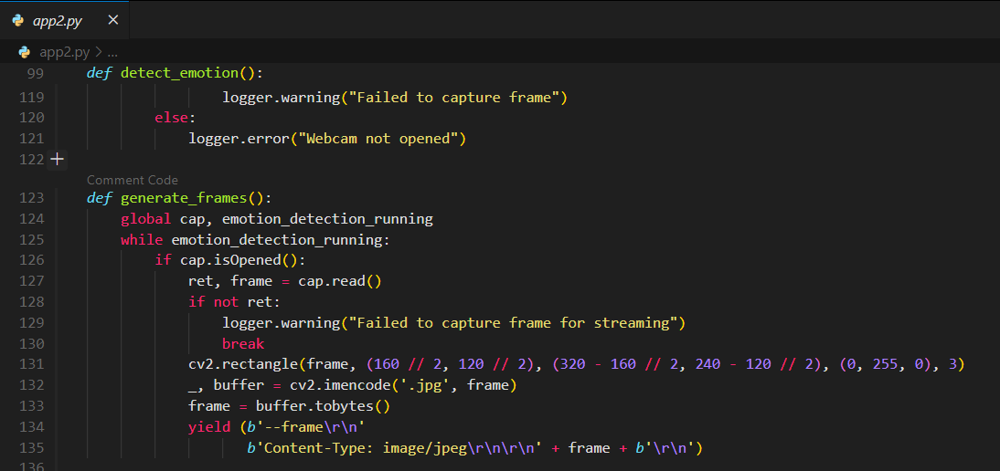 app2.py ×
app2.py > ...
99 def detect_emotion():
119 logger.warning("Failed to capture frame")
120 else:
121 logger.error("Webcam not opened")
122 +
Comment Code
123 def generate_frames():
124 global cap, emotion_detection_running
125 while emotion_detection_running:
126 if cap.isOpened():
127 ret, frame = cap.read()
128 if not ret:
129 logger.warning("Failed to capture frame for streaming")
130 break
131 cv2.rectangle(frame, (160 // 2, 120 // 2), (320 - 160 // 2, 240 - 120 // 2), (0, 255, 0), 3)
132 _, buffer = cv2.imencode('.jpg', frame)
133 frame = buffer.tobytes()
134 yield (b'--frame\r\n'
135 b'Content-Type: image/jpeg\r\n\r\n' + frame + b'\r\n')
136